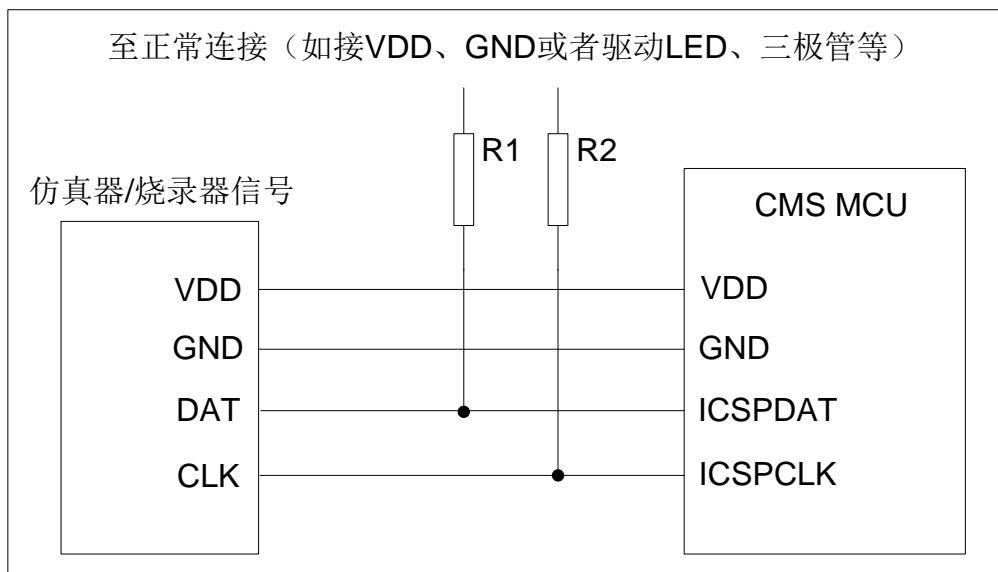 至正常连接（如接VDD、GND或者驱动LED、三极管等）
R1
R2
仿真器/烧录器信号
CMS MCU
VDD
VDD
GND
GND
DAT
ICSPDAT
CLK
ICSPCLK